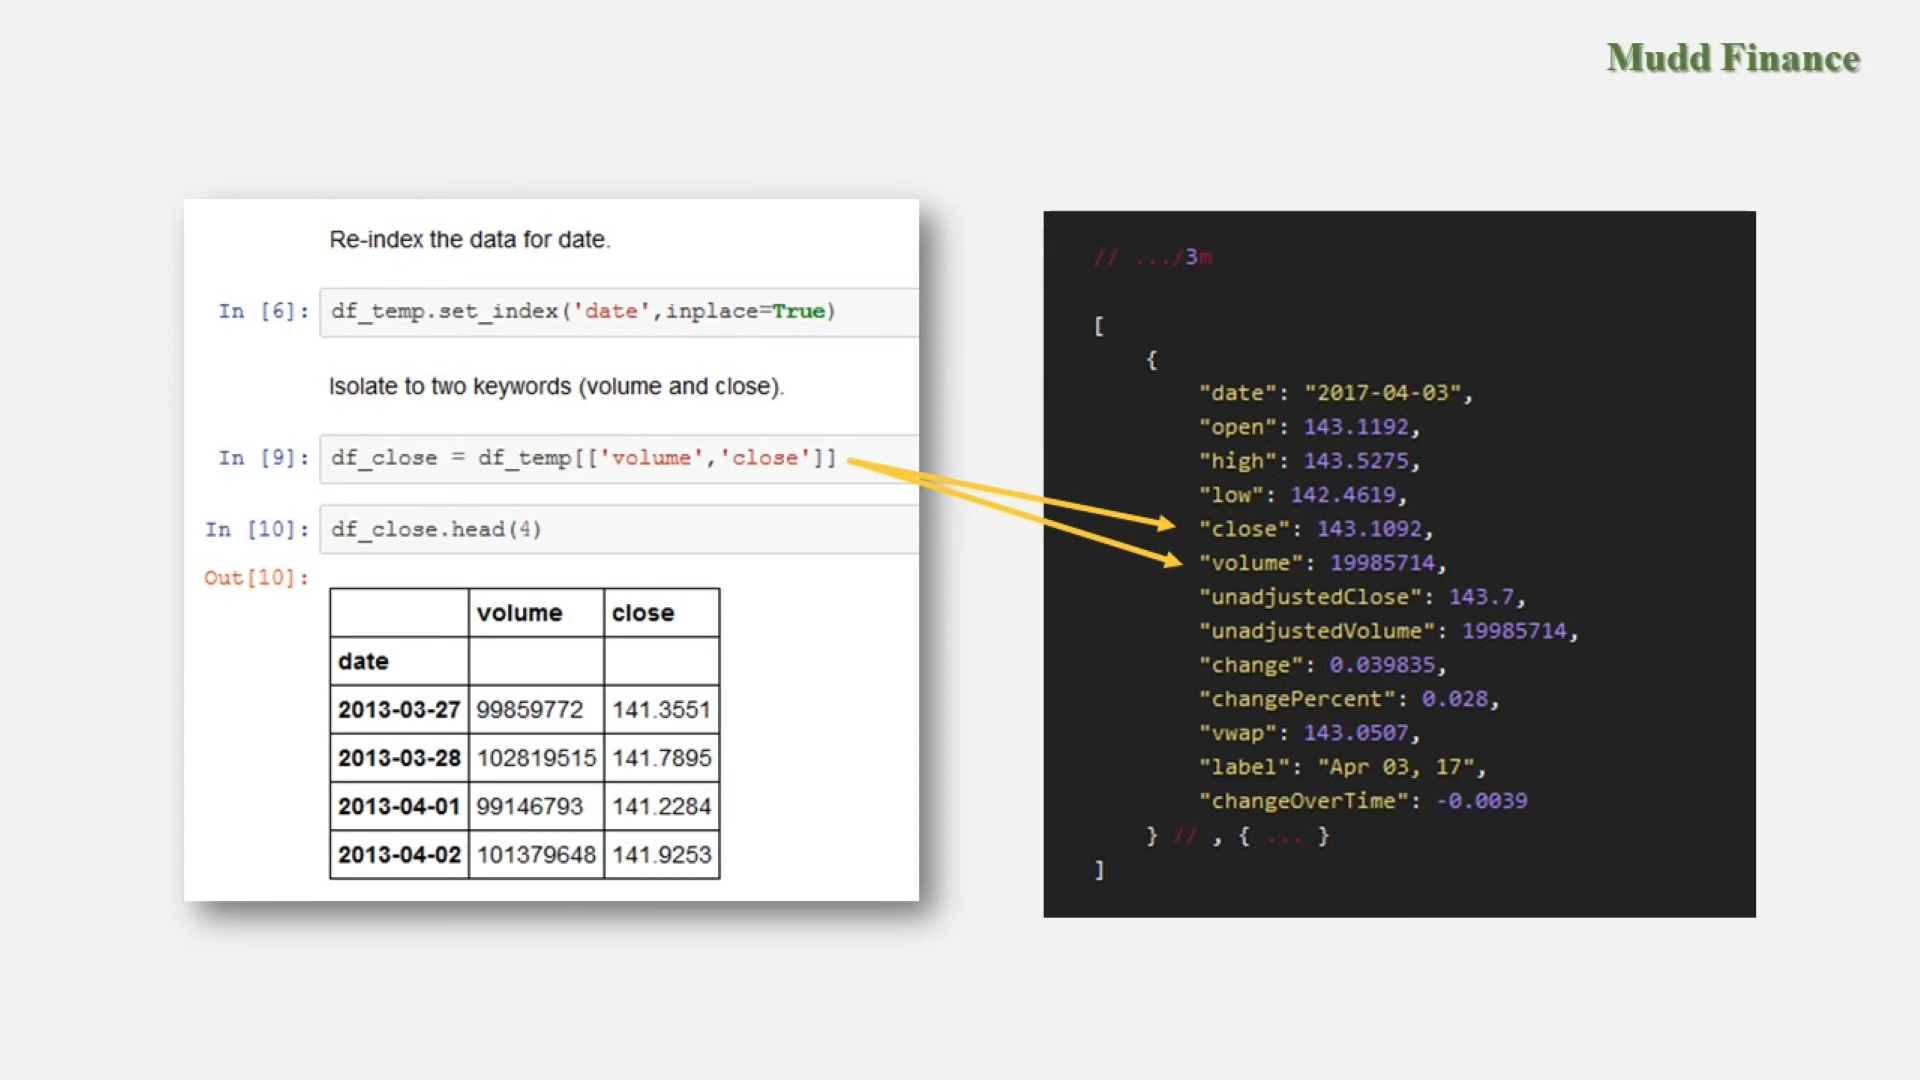 Mudd Finance
Re-index the data for date.
In [6]: df_temp.set_index('date',inplace=True)
Isolate to two keywords (volume and close).
In [9]: df_close = df_temp[['volume','close']]
In [10]: df_close.head(4)
Out[10]:
volume close
date
2013-03-27 99859772 141.3551
2013-03-28 102819515 141.7895
2013-04-01 99146793 141.2284
2013-04-02 101379648 141.9253
// .../3m
[
{
"date": "2017-04-03",
"open": 143.1192,
"high": 143.5275,
"low": 142.4619,
"close": 143.1092,
"volume": 19985714,
"unadjustedClose": 143.7,
"unadjustedVolume": 19985714,
"change": 0.039835,
"changePercent": 0.028,
"vwap": 143.0507,
"label": "Apr 03, 17",
"changeOverTime": -0.0039
} // , { ... }
]